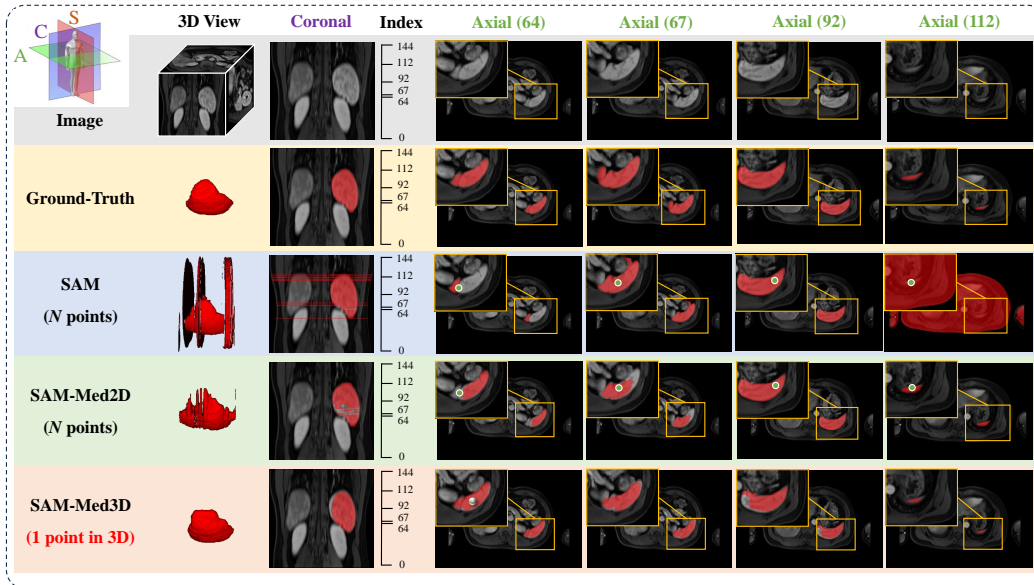 S
C
A
3D View
Coronal
Index
Axial (64)
Axial (67)
Axial (92)
Axial (112)
Image
144
112
92
67
64
0
Ground-Truth
144
112
92
67
64
0
SAM
(N points)
144
112
92
67
64
0
SAM-Med2D
(N points)
144
112
92
67
64
0
SAM-Med3D
(1 point in 3D)
144
112
92
67
64
0